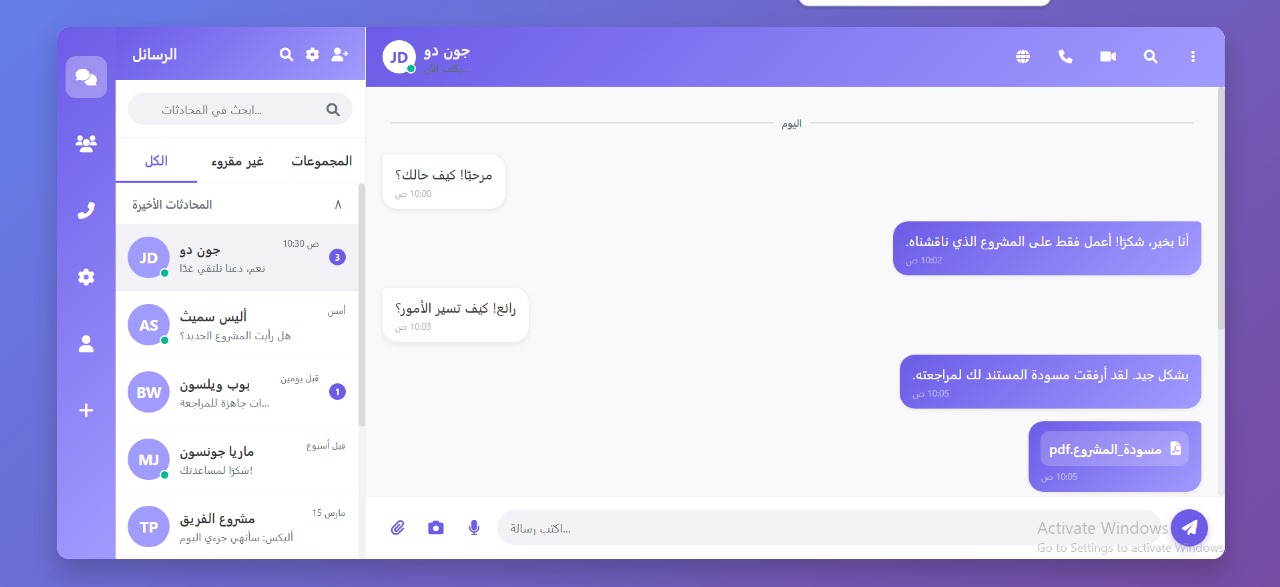 الرسائل
ابحث في المحادثات...
الكل
غير مقروء
المجموعات
المحادثات الأخيرة
٨
JD
جون دو
10:30 ص
نعم، دعنا نلتقي غدًا
3
AS
أليس سميث
أمس
هل رأيت المشروع الجديد؟
BW
بوب ويلسون
قبل يومين
...ات جاهزة للمراجعة
1
MJ
ماريا جونسون
قبل أسبوع
شكرًا لمساعدتك!
TP
مشروع الفريق
مارس 15
أليكس: سأنهي جزءي اليوم
JD
جون دو
يكتب الآن...
اليوم
مرحبًا! كيف حالك؟
10:00 ص
أنا بخير، شكرًا! أعمل فقط على المشروع الذي ناقشناه.
10:02 ص
رائع! كيف تسير الأمور؟
10:03 ص
بشكل جيد. لقد أرفقت مسودة المستند لك لمراجعته.
10:05 ص
مسودة_المشروع.pdf
10:05 ص
اكتب رسالة...
Activate Windows
Go to Settings to activate Windows.